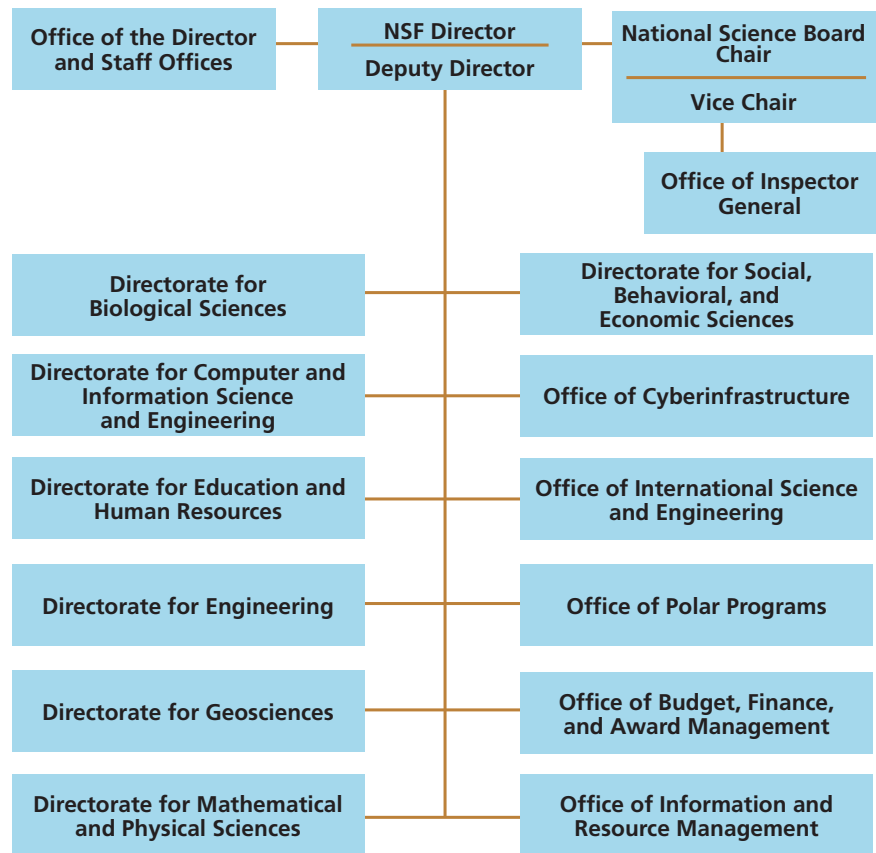 Office of the Director
and Staff Offices
NSF Director
Deputy Director
National Science Board
Chair
Vice Chair
Office of Inspector
General
Directorate for
Biological Sciences
Directorate for Social,
Behavioral, and
Economic Sciences
Directorate for Computer and
Information Science
and Engineering
Office of Cyberinfrastructure
Directorate for Education and
Human Resources
Office of International Science
and Engineering
Directorate for Engineering
Office of Polar Programs
Directorate for Geosciences
Office of Budget, Finance,
and Award Management
Directorate for Mathematical
and Physical Sciences
Office of Information and
Resource Management